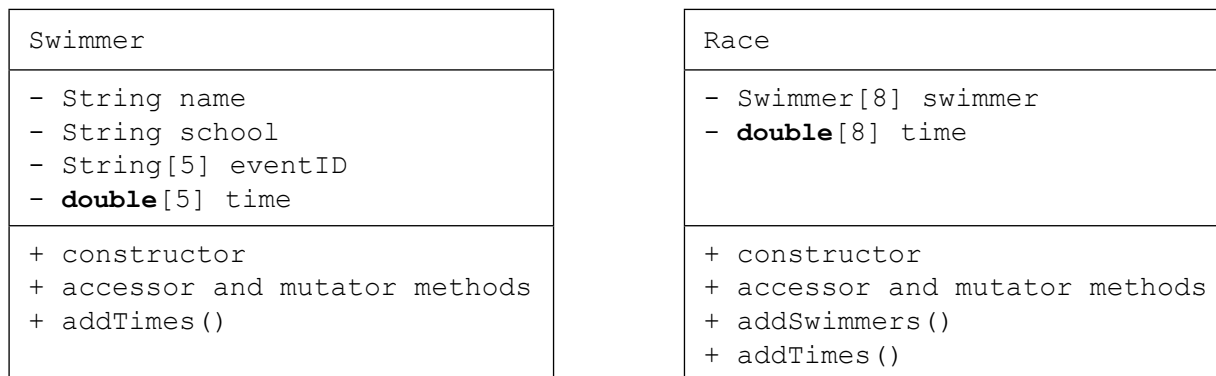 Swimmer
- String name
- String school
- String[5] eventID
- double[5] time
+ constructor
+ accessor and mutator methods
+ addTimes()
Race
- Swimmer[8] swimmer
- double[8] time
+ constructor
+ accessor and mutator methods
+ addSwimmers()
+ addTimes()